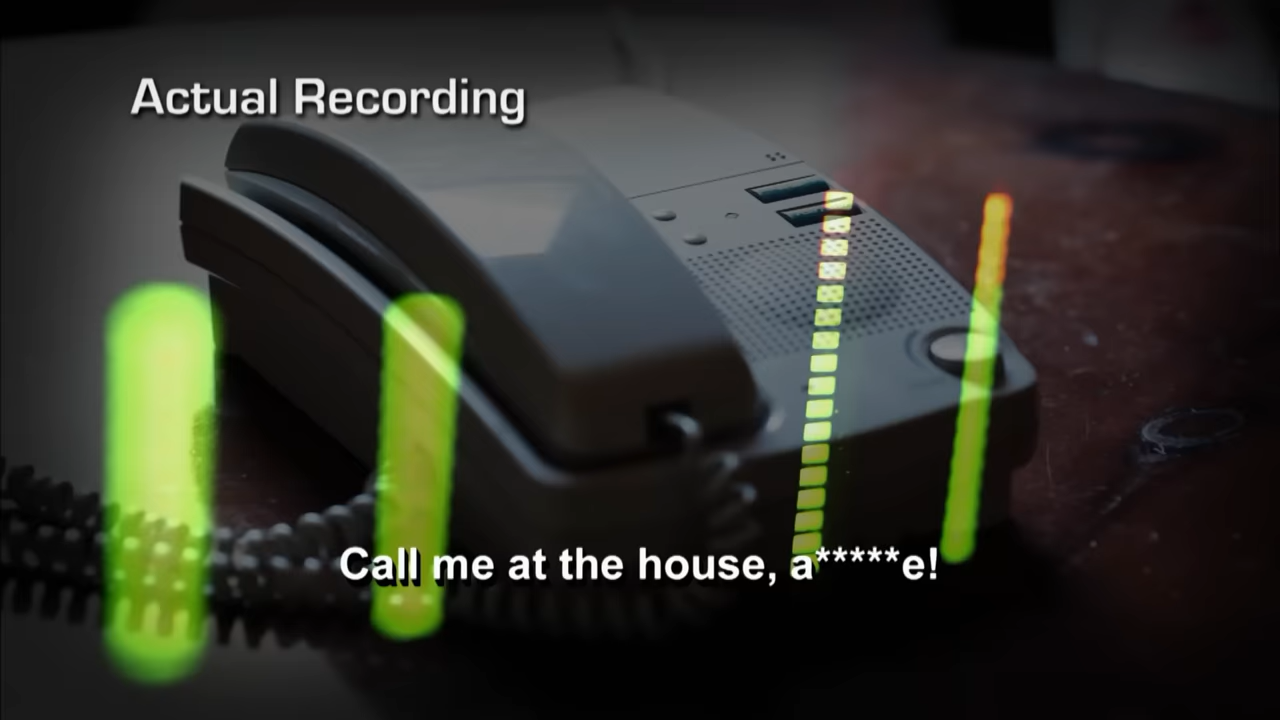 Actual Recording
Call me at the house, a*****e!